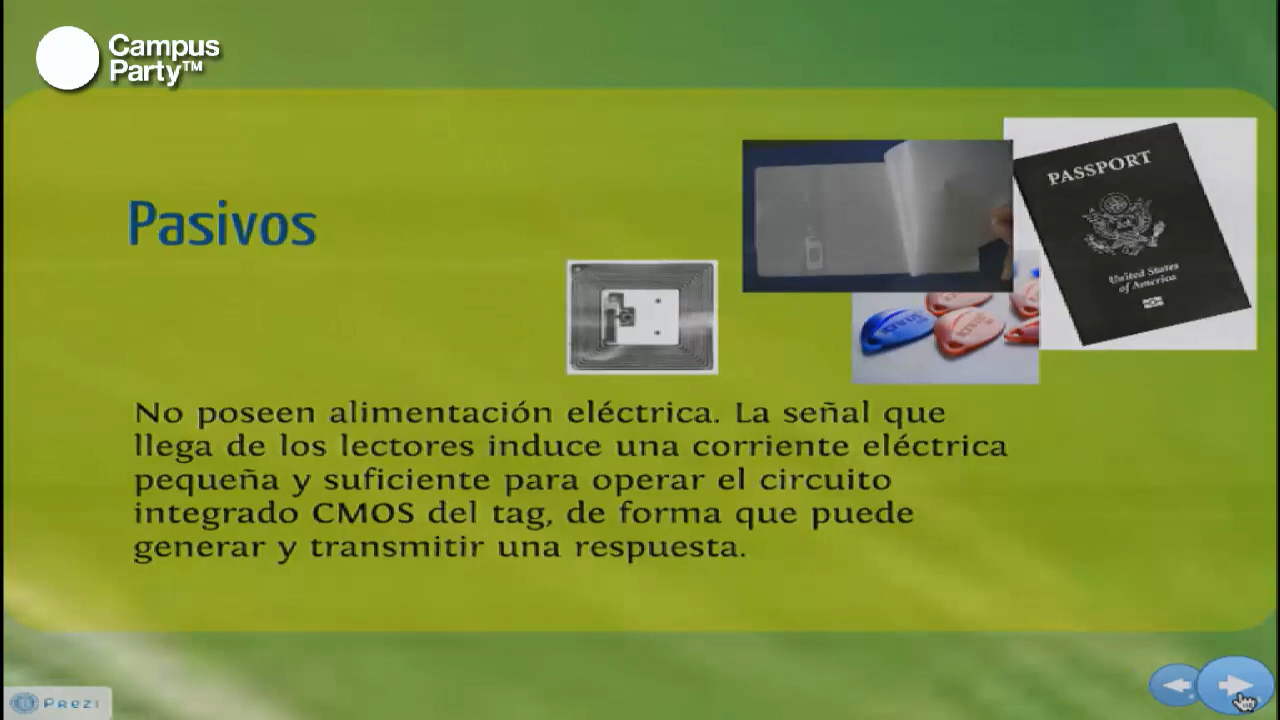 Campus
Party™
PASSPORT
Pasivos
United States
of America
No poseen alimentación eléctrica. La señal que
llega de los lectores induce una corriente eléctrica
pequeña y suficiente para operar el circuito
integrado CMOS del tag, de forma que puede
generar y transmitir una respuesta.
Prezi